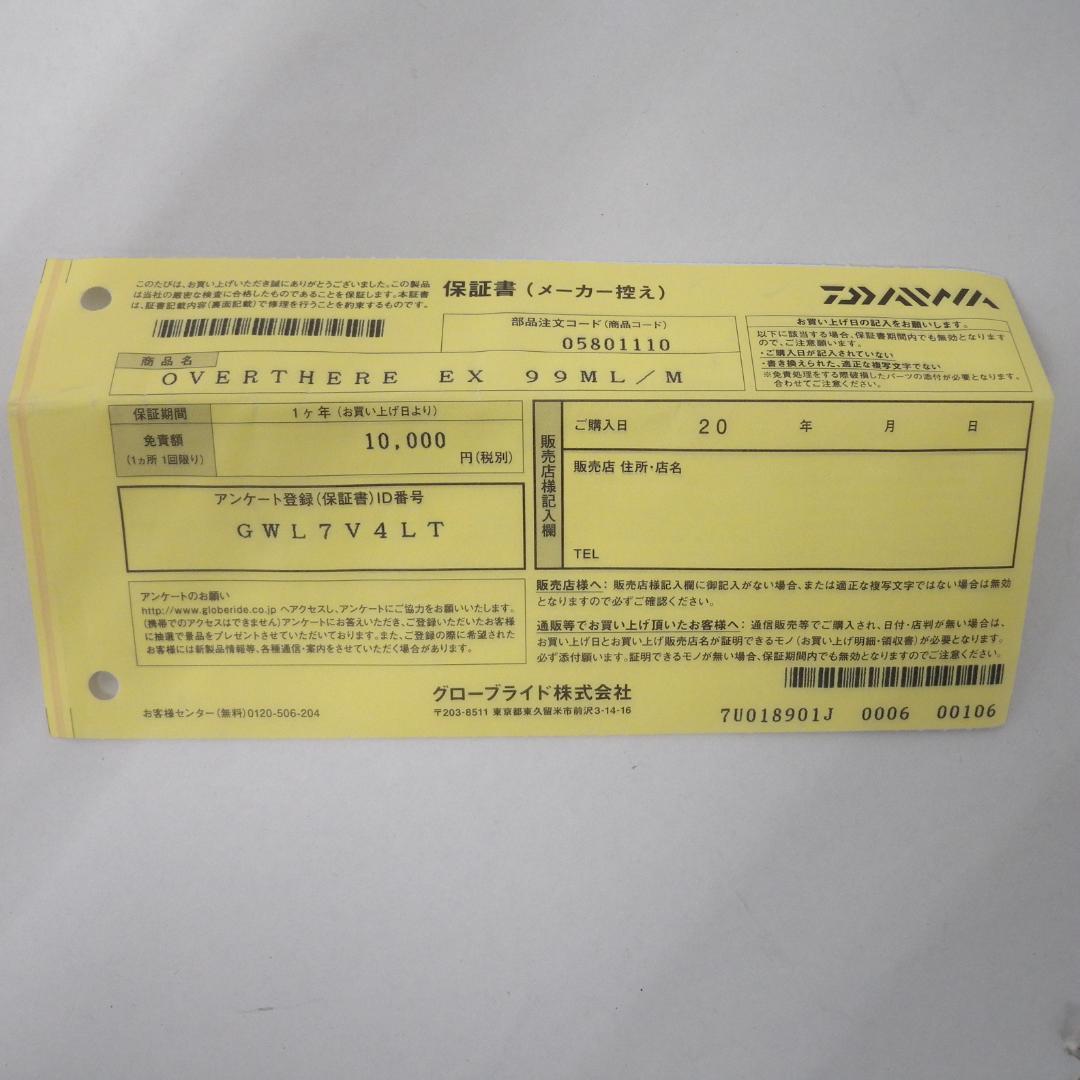 このたびは、お買い上げいただき誠にありがとうございました。この製品
は当社の厳密な検査に合格したものであることを保証します。本証書
は、証書記載内容(裏面記載)で修理を行うことを約束するものです。
保証書(メーカー控え)
DAIWA
部品注文コード(商品コード)
05801110
商品名
OVERTHERE EX 99ML/M
お買い上げ日の記入をお願いします。
以下に該当する場合、保証書期間内でも無効となります
ので、ご注意願います。
・ご購入日が記入されていない
・書き換えられた、適正な複写文字でない
※免責処理をする際破損したパーツの添付が必要となります。
合わせてご注意ください。
保証期間 1ヶ年(お買い上げ日より)
免責額 10,000
(1ヵ所 1回限り) 円(税別)
アンケート登録(保証書)ID番号
GWL7V4LT
販売店様記入欄
ご購入日 20 年 月 日
販売店 住所・店名
TEL
アンケートのお願い
http://www.globeride.co.jp へアクセスし、アンケートにご協力をお願いいたします。
(携帯でのアクセスはできません)アンケートにお答えいただき、ご登録いただいたお客様
に抽選で景品をプレゼントさせていただいております。また、ご登録の際に希望された
お客様には新製品情報等、各種通信・案内をさせていただく場合があります。
販売店様へ:販売店様記入欄に御記入がない場合、または適正な複写文字ではない場合は無効
となりますので必ずご確認ください。
通販等でお買い上げ頂いたお客様へ:通信販売等でご購入され、日付・店判が無い場合は、
お買い上げ日とお買い上げ販売店名が証明できるモノ(お買い上げ明細・領収書)が必要となります。
必ず添付願います。証明できるモノが無い場合、保証期間内でも無効となりますのでご注意ください。
お客様センター(無料)0120-506-204
グローブライド株式会社
〒203-8511 東京都東久留米市前沢3-14-16
7U018901J 0006 00106